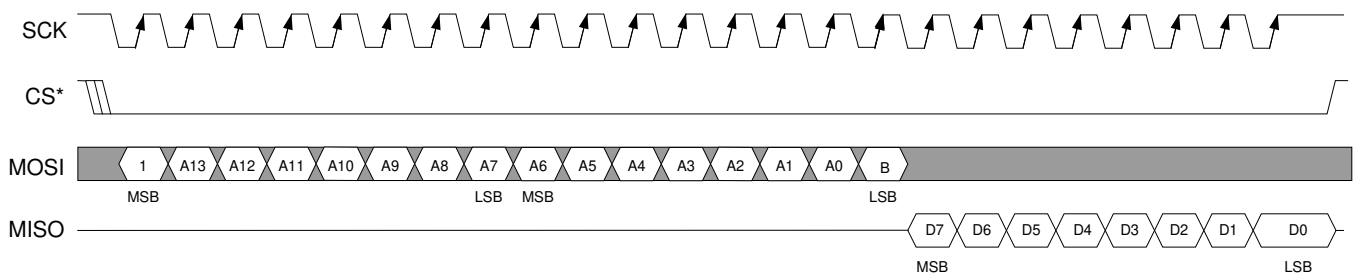 SCK
CS*
MOSI 1 A13 A12 A11 A10 A9 A8 A7 A6 A5 A4 A3 A2 A1 A0 B
MSB LSB MSB LSB
MISO D7 D6 D5 D4 D3 D2 D1 D0
MSB LSB